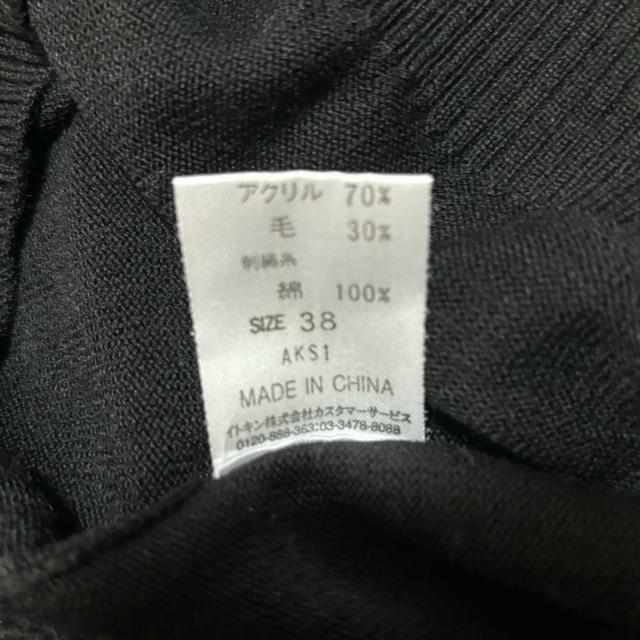 アクリル 70%
毛 30%
刺繍糸
綿 100%
SIZE 38
AKS1
MADE IN CHINA
イトキン株式会社カスタマーサービス
0120-888-363:03-3478-8088